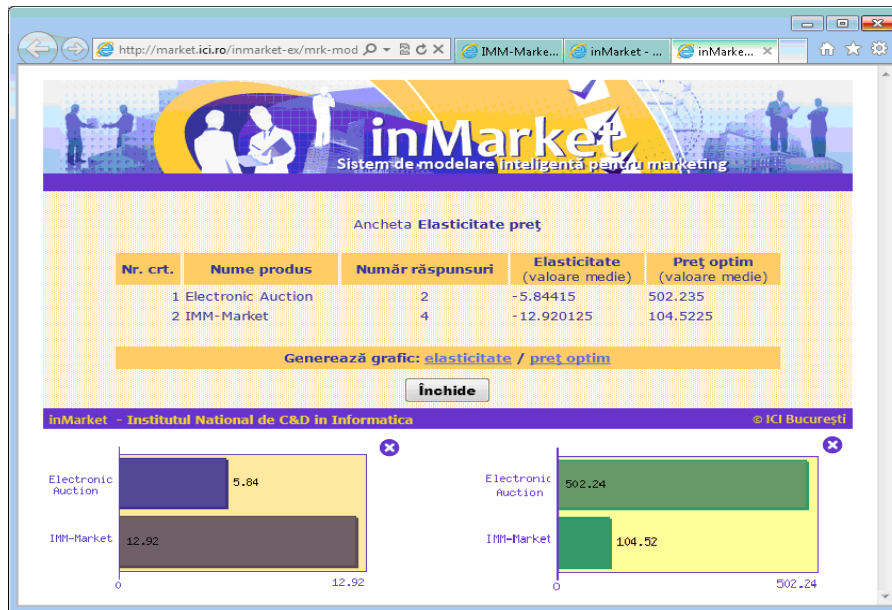 http://market.ici.ro/inmarket-ex/mrk-mod
IMM-Marke...
inMarket - ...
inMarke...
inMarket
Sistem de modelare inteligentă pentru marketing
Ancheta Elasticitate preţ
Nr. crt. Nume produs Număr răspunsuri Elasticitate (valoare medie) Preţ optim (valoare medie)
1 Electronic Auction 2 -5.84415 502.235
2 IMM-Market 4 -12.920125 104.5225
Generează grafic: elasticitate / preţ optim
Închide
inMarket - Institutul National de C&D in Informatica © ICI Bucureşti
Electronic Auction 5.84
IMM-Market 12.92
0 12.92
Electronic Auction 502.24
IMM-Market 104.52
0 502.24